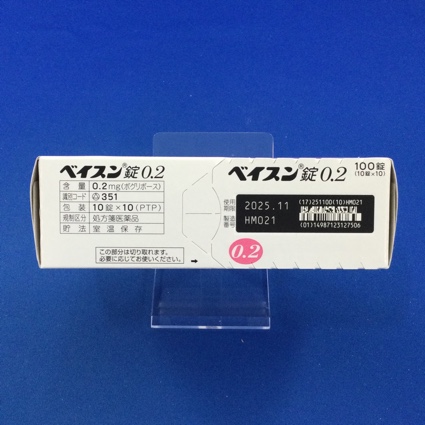 ベイスン®錠0.2
含量 0.2mg(ボグリボース)
識別コード 351
包装 10錠×10(PTP)
規制区分 処方箋医薬品
貯法 室温保存
この部分は切り取れます。
必要に応じてお使いください。 →
ベイスン®錠0.2
100錠
(10錠×10)
使用期限 2025.11
製造番号 HM021
(17)251100(10)HM021
(01)14987123127506
0.2